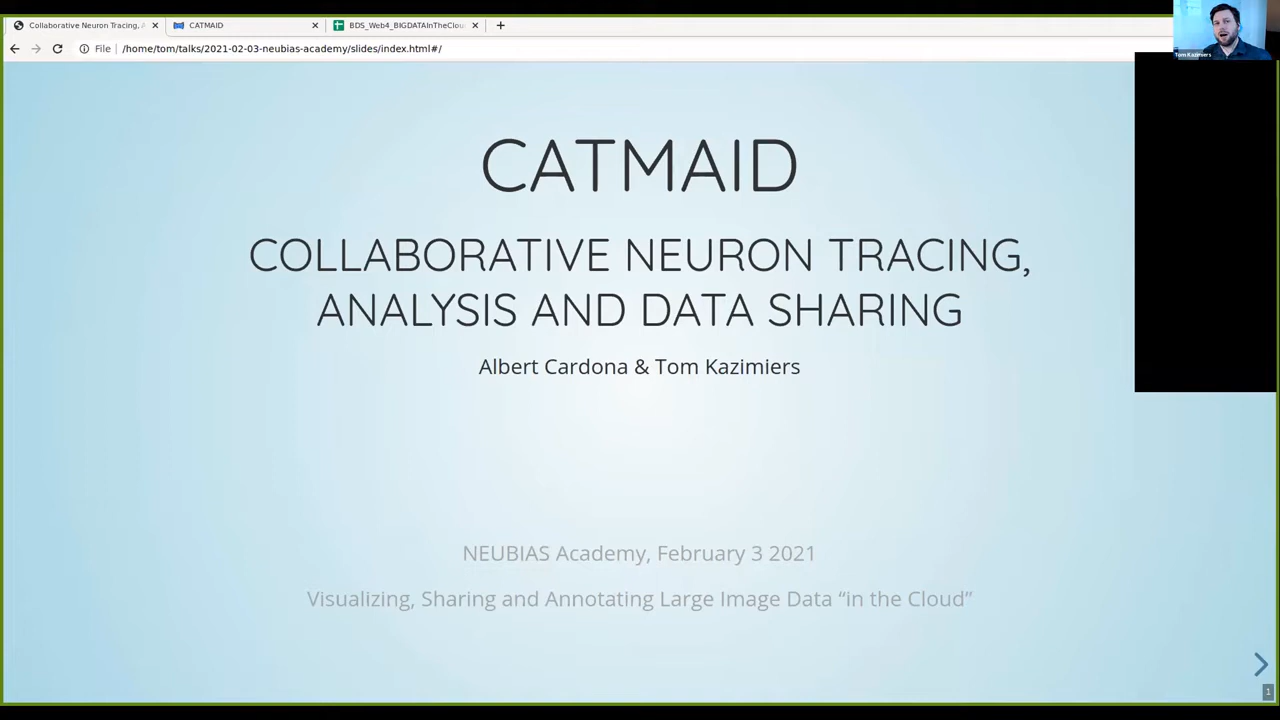 Collaborative Neuron Tracing, A
CATMAID
BDS_Web4_BIGDATAInTheClou
File
/home/tom/talks/2021-02-03-neubias-academy/slides/index.html#/
Tom Kazimiers
CATMAID
COLLABORATIVE NEURON TRACING,
ANALYSIS AND DATA SHARING
Albert Cardona & Tom Kazimiers
NEUBIAS Academy, February 3 2021
Visualizing, Sharing and Annotating Large Image Data “in the Cloud”
1